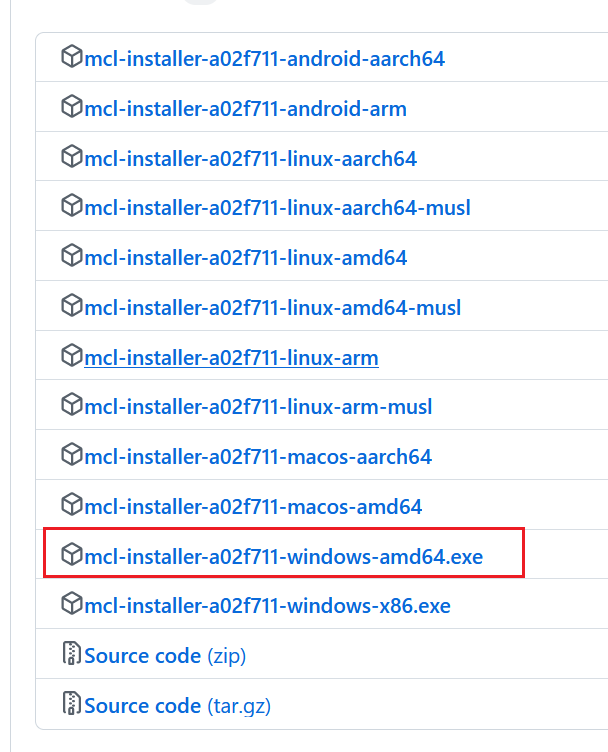 mcl-installer-a02f711-android-aarch64
mcl-installer-a02f711-android-arm
mcl-installer-a02f711-linux-aarch64
mcl-installer-a02f711-linux-aarch64-musl
mcl-installer-a02f711-linux-amd64
mcl-installer-a02f711-linux-amd64-musl
mcl-installer-a02f711-linux-arm
mcl-installer-a02f711-linux-arm-musl
mcl-installer-a02f711-macos-aarch64
mcl-installer-a02f711-macos-amd64
mcl-installer-a02f711-windows-amd64.exe
mcl-installer-a02f711-windows-x86.exe
Source code (zip)
Source code (tar.gz)